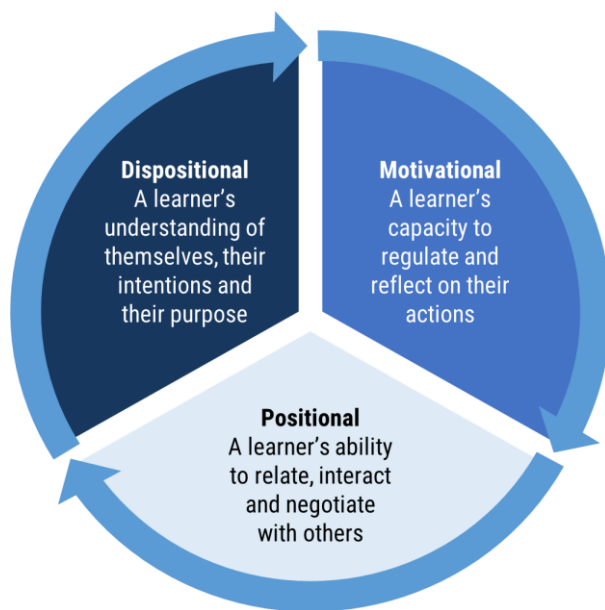 Dispositional
A learner’s
understanding of
themselves, their
intentions and
their purpose
Motivational
A learner’s
capacity to
regulate and
reflect on their
actions
Positional
A learner’s ability
to relate, interact
and negotiate
with others